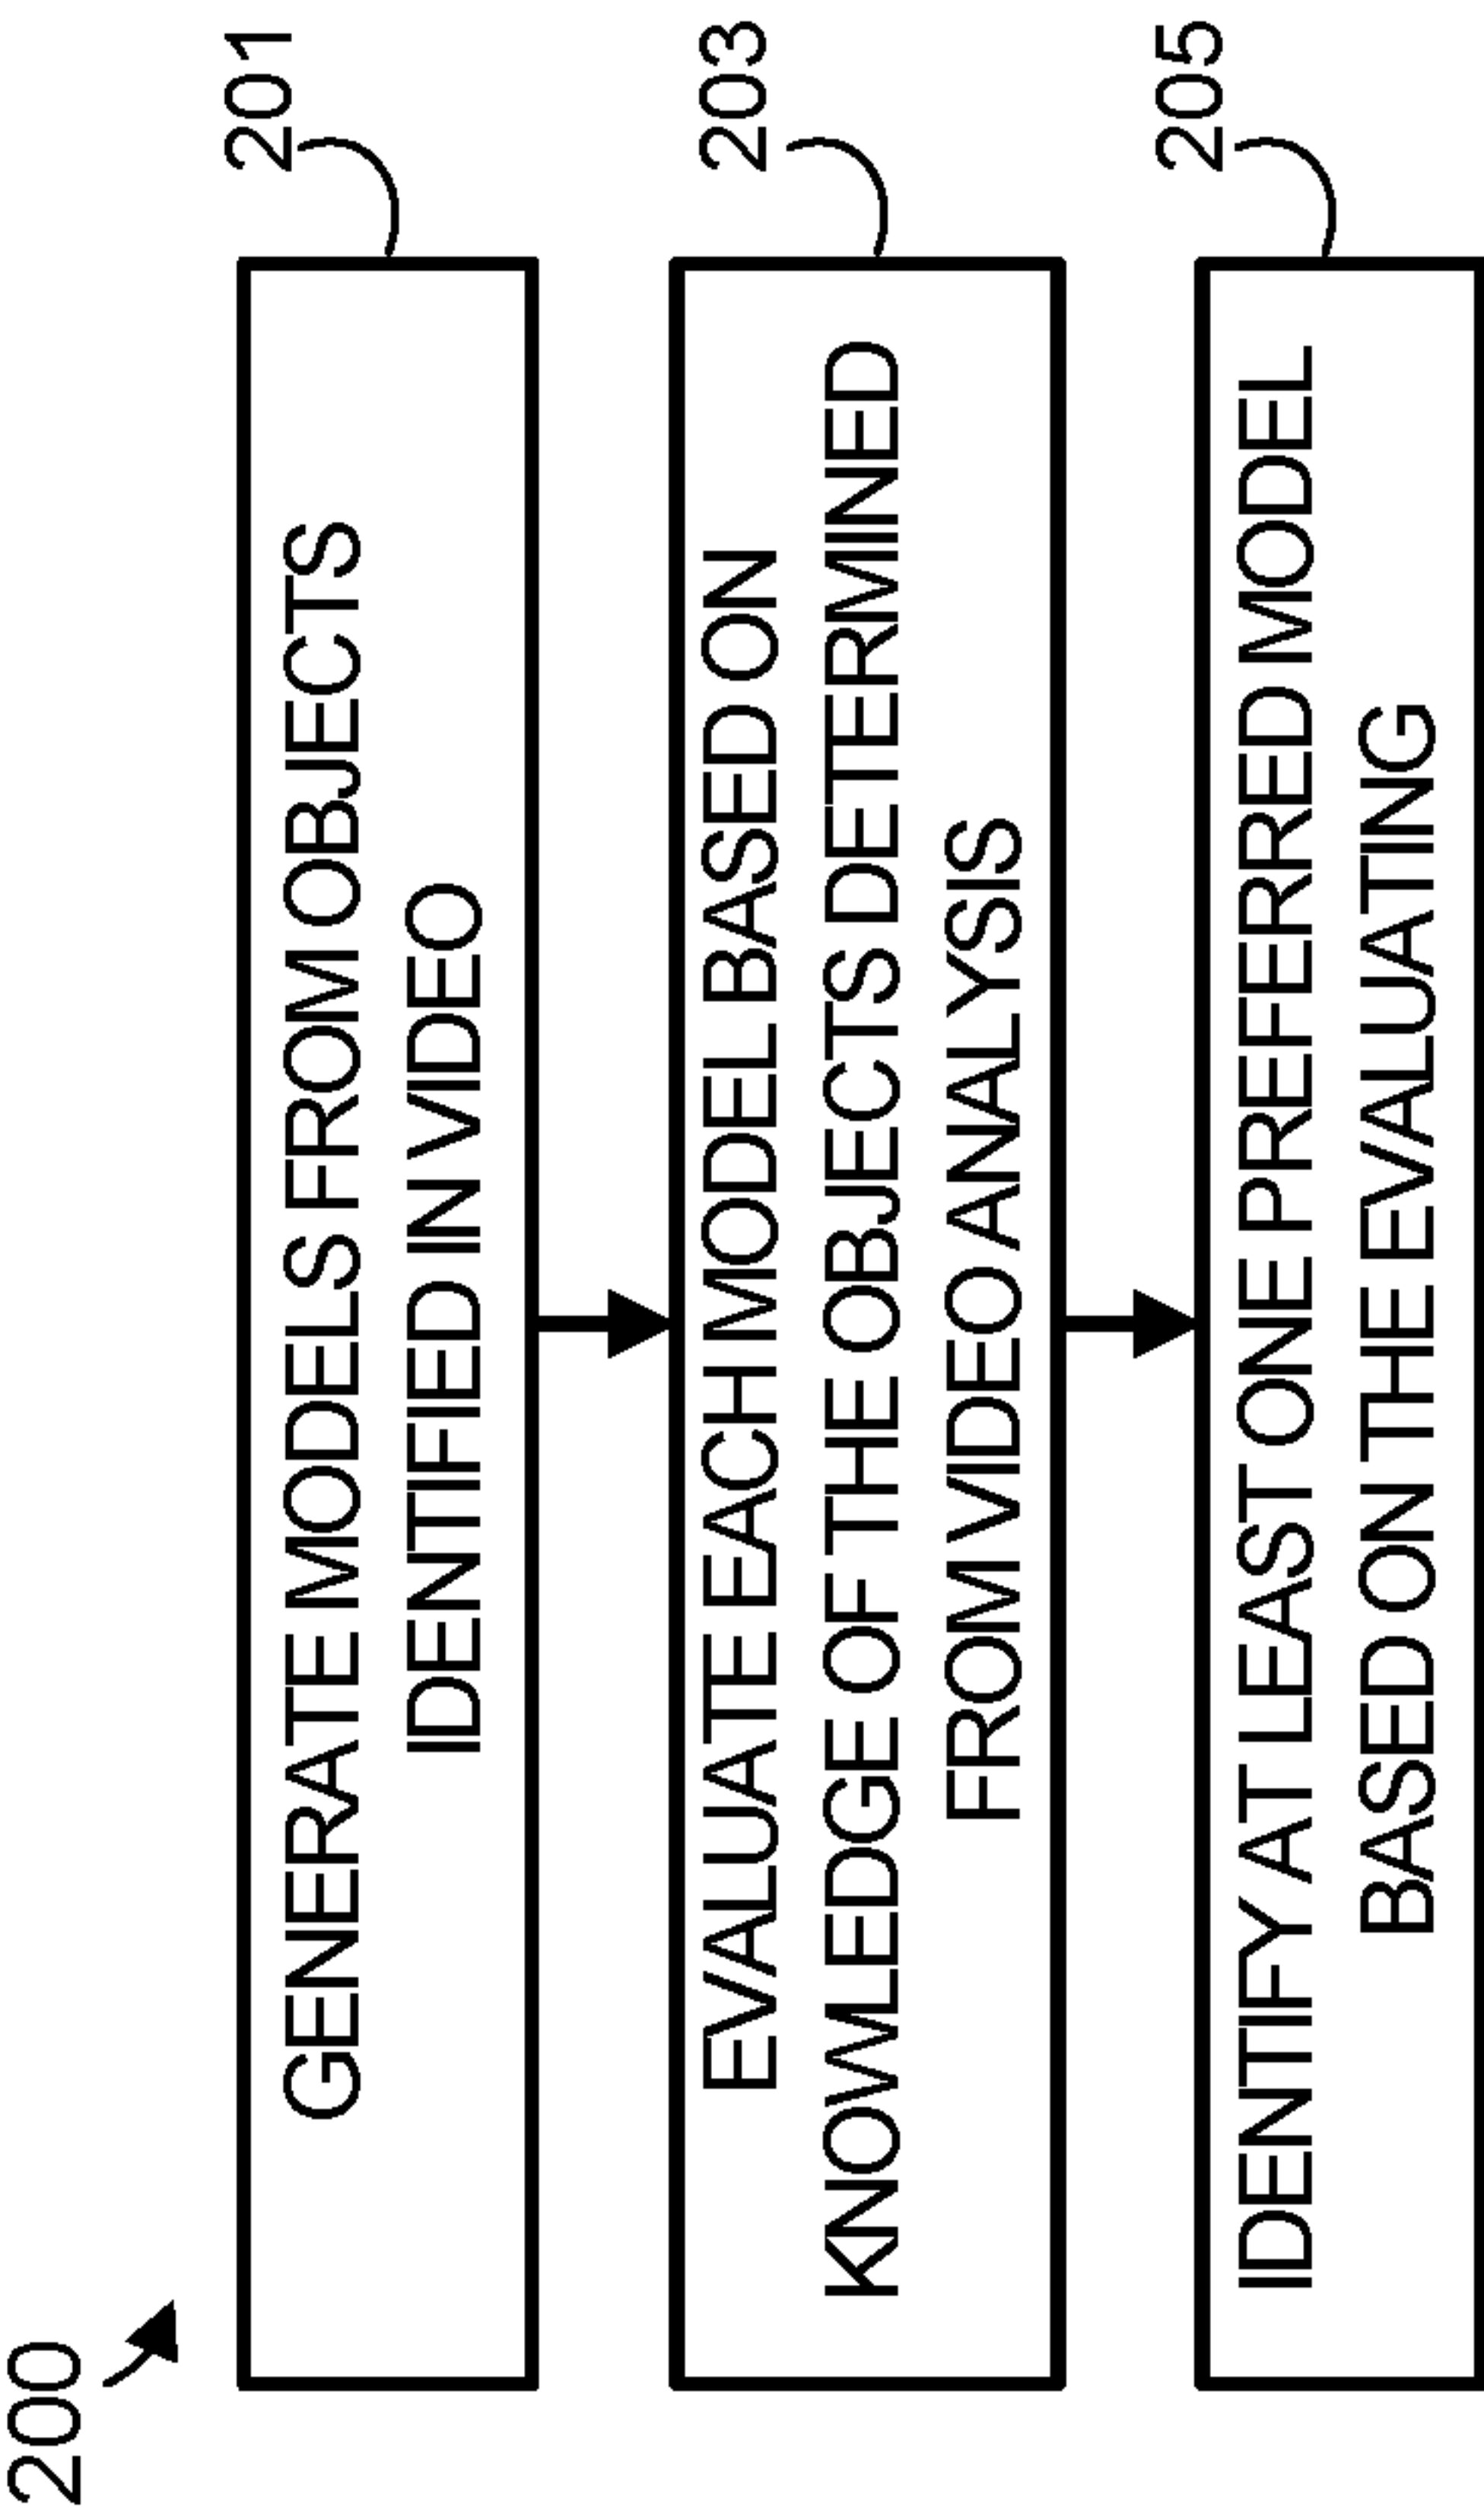 200
GENERATE MODELS FROM OBJECTS
IDENTIFIED IN VIDEO
201
EVALUATE EACH MODEL BASED ON
KNOWLEDGE OF THE OBJECTS DETERMINED
FROM VIDEO ANALYSIS
203
IDENTIFY AT LEAST ONE PREFERRED MODEL
BASED ON THE EVALUATING
205